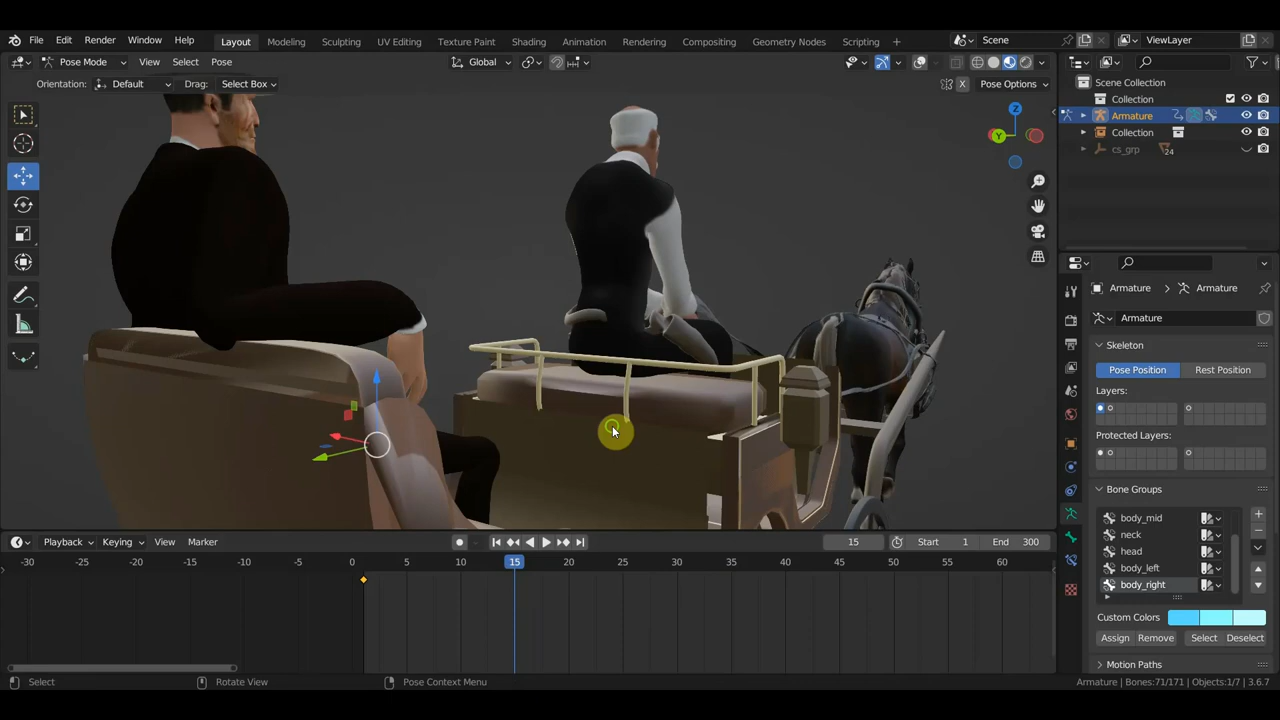 File Edit Render Window Help Layout Modeling Sculpting UV Editing Texture Paint Shading Animation Rendering Compositing Geometry Nodes Scripting + Scene ViewLayer
Pose Mode View Select Pose Global Pose Options
Orientation: Default Drag: Select Box X
Scene Collection
Collection
Armature
Collection
cs_grp 24
Z
Y
Armature > Armature
Armature
Skeleton
Pose Position Rest Position
Layers:
Protected Layers:
Bone Groups
body_mid
neck
head
body_left
body_right
Custom Colors
Assign Remove Select Deselect
Motion Paths
Playback Keying View Marker 15 Start 1 End 300
-30 -25 -20 -15 -10 -5 0 5 10 15 20 25 30 35 40 45 50 55 60
Select Rotate View Pose Context Menu Armature | Bones:71/171 | Objects:1/7 | 3.6.7